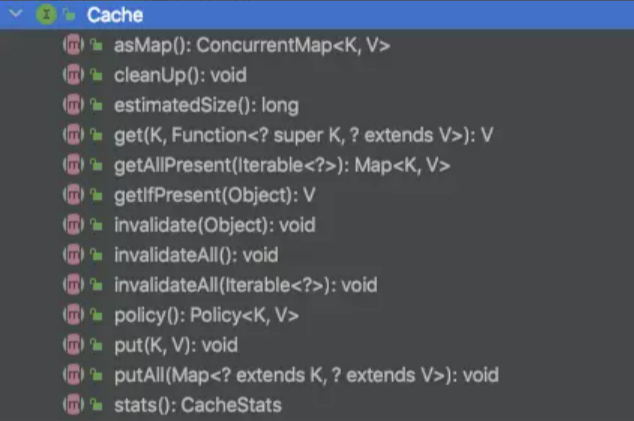 Cache
asMap(): ConcurrentMap<K, V>
cleanUp(): void
estimatedSize(): long
get(K, Function<? super K, ? extends V>): V
getAllPresent(Iterable<?>): Map<K, V>
getIfPresent(Object): V
invalidate(Object): void
invalidateAll(): void
invalidateAll(Iterable<?>): void
policy(): Policy<K, V>
put(K, V): void
putAll(Map<? extends K, ? extends V>): void
stats(): CacheStats